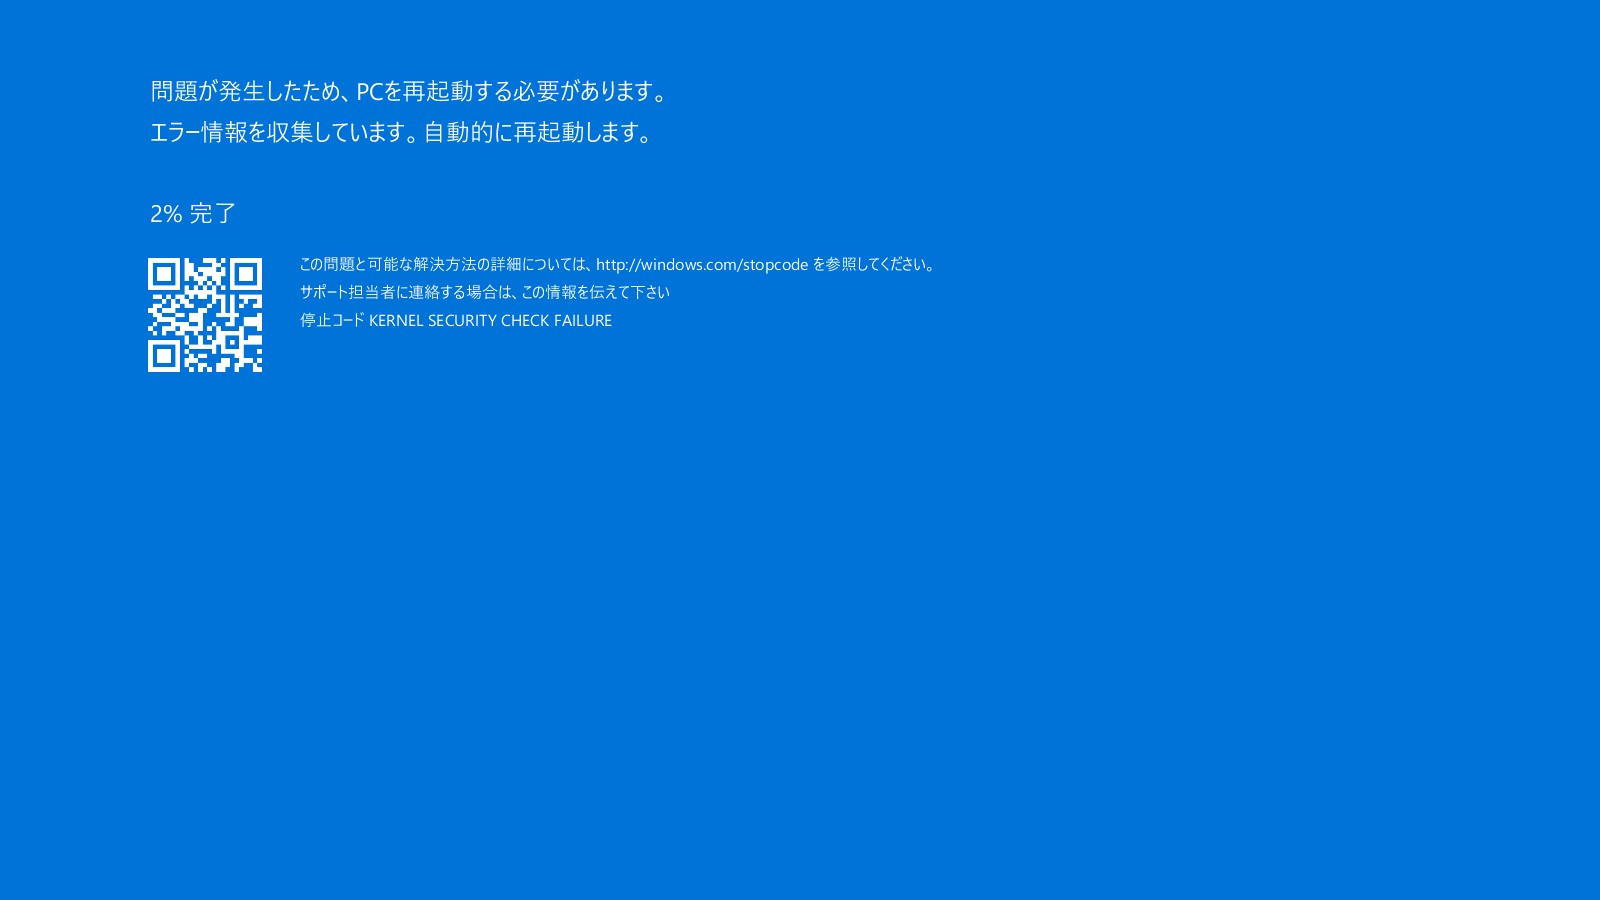 問題が発生したため、PCを再起動する必要があります。
エラー情報を収集しています。自動的に再起動します。
2% 完了
この問題と可能な解決方法の詳細については、http://windows.com/stopcode を参照してください。
サポート担当者に連絡する場合は、この情報を伝えて下さい
停止コード KERNEL SECURITY CHECK FAILURE